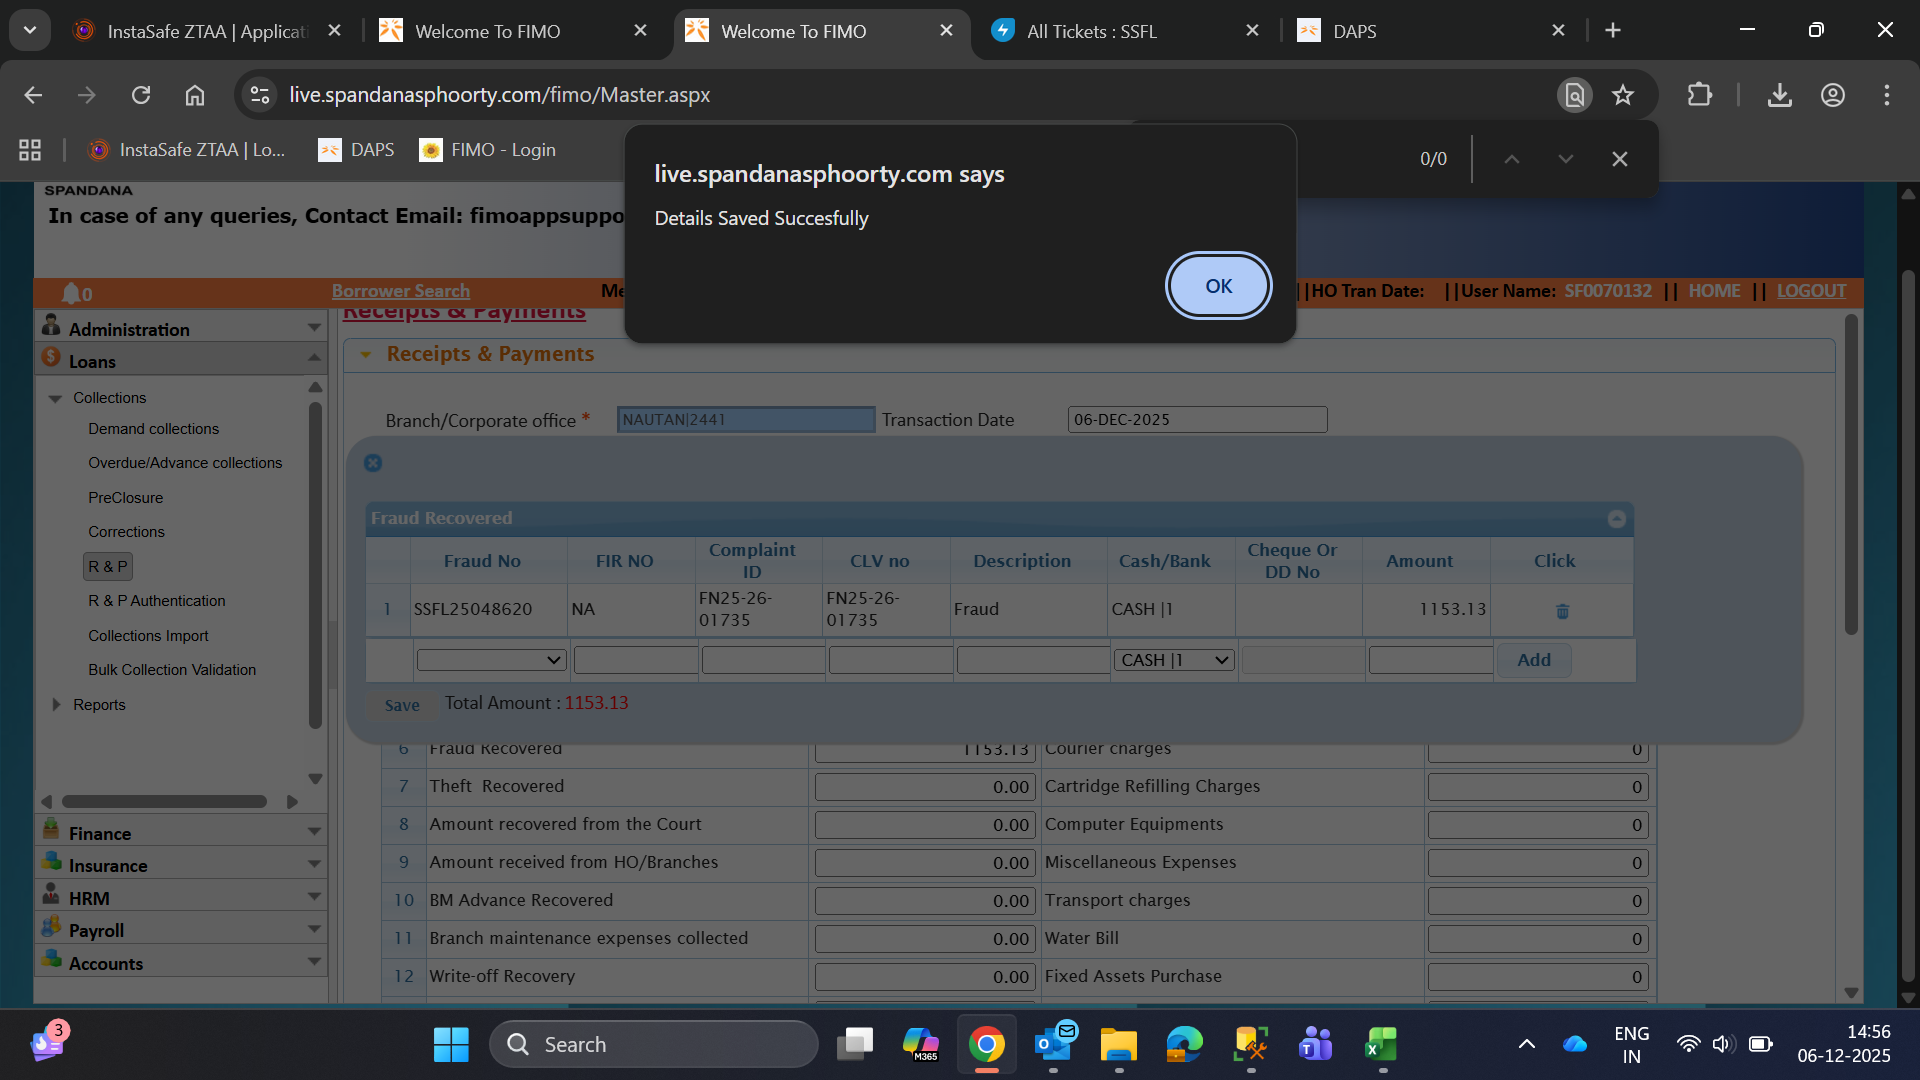 InstaSafe ZTAA | Applicati
Welcome To FIMO
Welcome To FIMO
All Tickets : SSFL
DAPS
live.spandanasphoorty.com/fimo/Master.aspx
InstaSafe ZTAA | Lo...
DAPS
FIMO - Login
0/0
live.spandanasphoorty.com says
Details Saved Succesfully
OK
SPANDANA
In case of any queries, Contact Email: fimoappsuppo
0
Borrower Search
Me
||HO Tran Date: ||User Name: SF0070132 || HOME || LOGOUT
Administration
Loans
Collections
Demand collections
Overdue/Advance collections
PreClosure
Corrections
R & P
R & P Authentication
Collections Import
Bulk Collection Validation
Reports
Finance
Insurance
HRM
Payroll
Accounts
Receipts & Payments
Receipts & Payments
Branch/Corporate office * NAUTAN|2441 Transaction Date 06-DEC-2025
Fraud Recovered
Fraud No FIR NO Complaint ID CLV no Description Cash/Bank Cheque Or DD No Amount Click
1 SSFL25048620 NA FN25-26-01735 FN25-26-01735 Fraud CASH |1 1153.13
CASH |1 Add
Save Total Amount : 1153.13
6 Fraud Recovered 1153.13 Courier charges 0
7 Theft Recovered 0.00 Cartridge Refilling Charges 0
8 Amount recovered from the Court 0.00 Computer Equipments 0
9 Amount received from HO/Branches 0.00 Miscellaneous Expenses 0
10 BM Advance Recovered 0.00 Transport charges 0
11 Branch maintenance expenses collected 0.00 Water Bill 0
12 Write-off Recovery 0.00 Fixed Assets Purchase 0
3
Search
M365
ENG
IN
14:56
06-12-2025